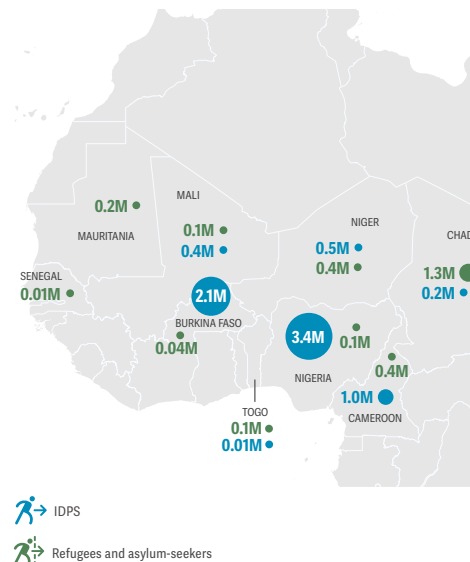 MALI
0.2M
0.1M
MAURITANIA
0.4M
NIGER
0.5M
0.4M
CHAD
1.3M
0.2M
SENEGAL
0.01M
2.1M
BURKINA FASO
0.04M
3.4M
0.1M
NIGERIA
0.4M
1.0M
CAMEROON
TOGO
0.1M
0.01M
IDPS
Refugees and asylum-seekers